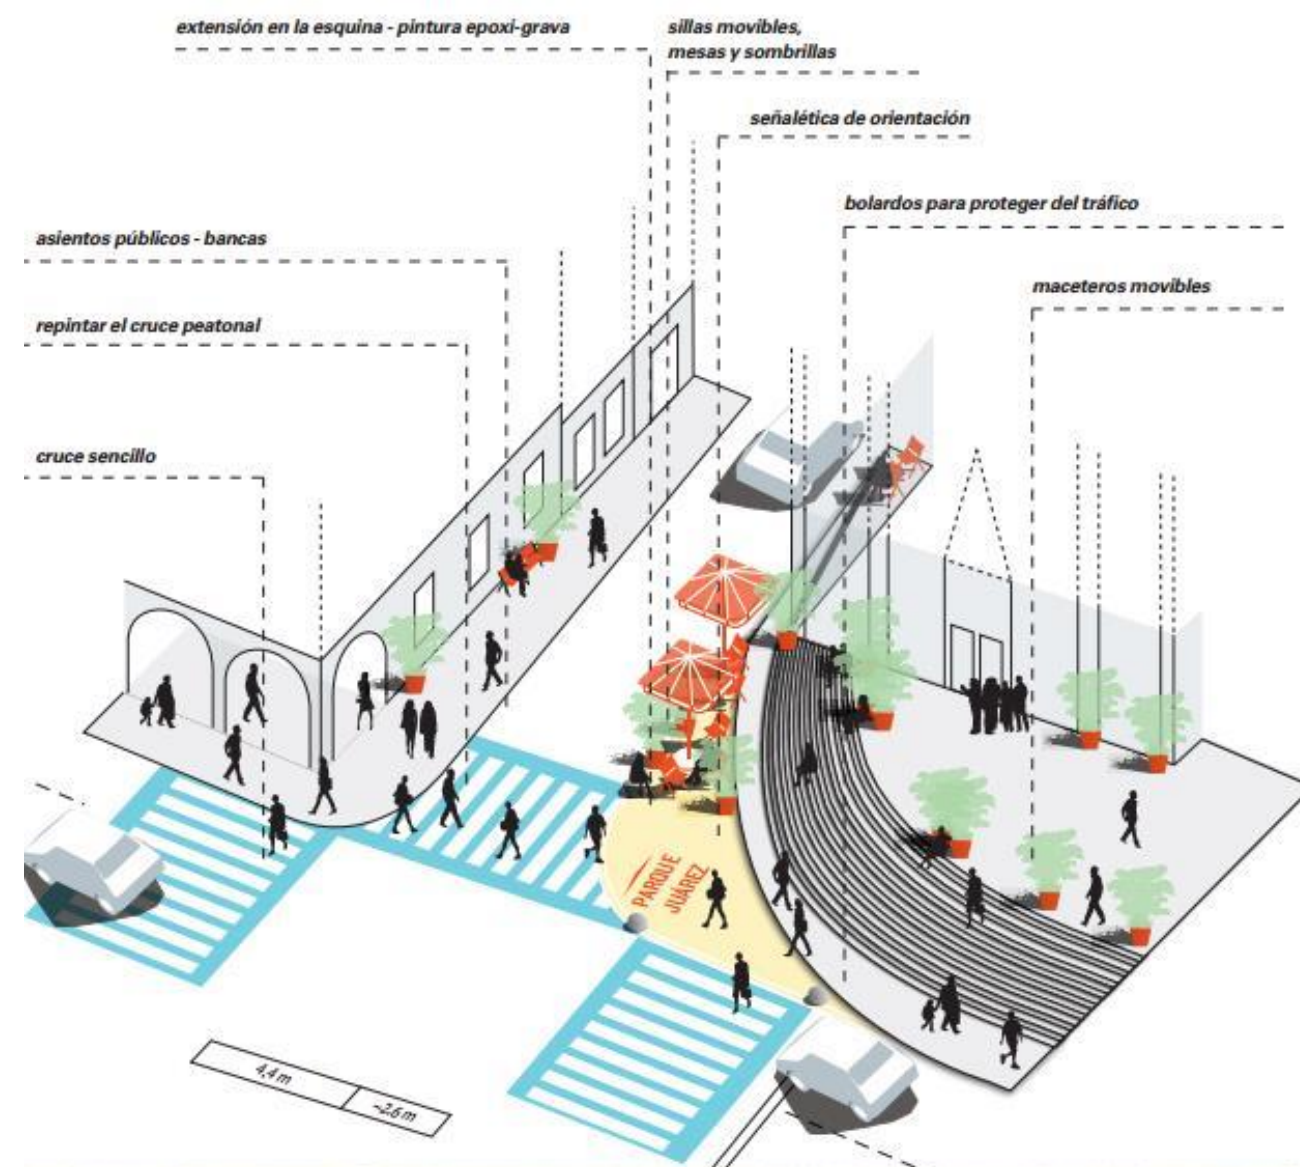 extensión en la esquina - pintura epoxi-grava
sillas movibles,
mesas y sombrillas
señalética de orientación
bolardos para proteger del tráfico
asientos públicos - bancas
maceteros movibles
repintar el cruce peatonal
cruce sencillo
PARQUE
JUÁREZ
4,4 m
~2.6 m